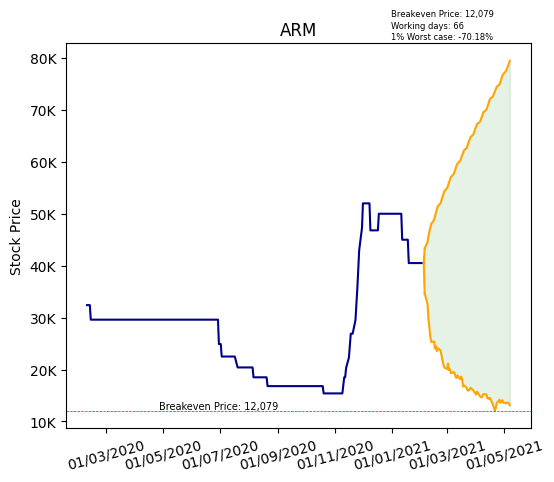 Breakeven Price: 12,079
Working days: 66
1% Worst case: -70.18%
ARM
Stock Price
80K
70K
60K
50K
40K
30K
20K
10K
Breakeven Price: 12,079
01/03/2020
01/05/2020
01/07/2020
01/09/2020
01/11/2020
01/01/2021
01/03/2021
01/05/2021